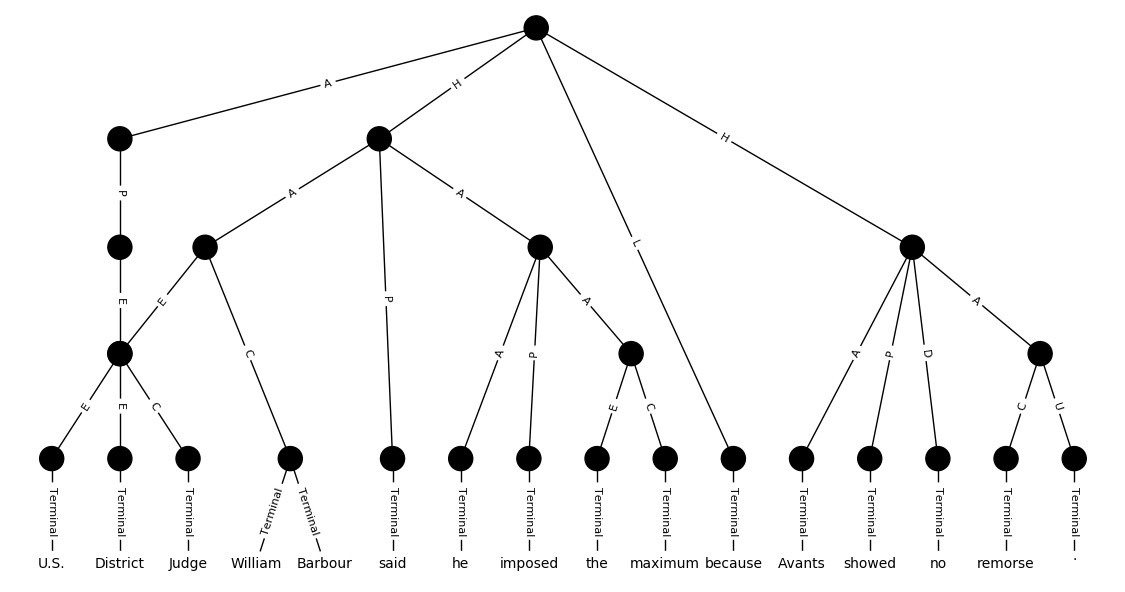 A
H
H
P
A
A
L
E
E
P
A
A
C
A
P
D
E
E
C
A
P
E
C
C
U
Terminal Terminal Terminal Terminal Terminal Terminal Terminal Terminal Terminal Terminal Terminal Terminal Terminal Terminal Terminal Terminal
U.S. District Judge William Barbour said he imposed the maximum because Avants showed no remorse .